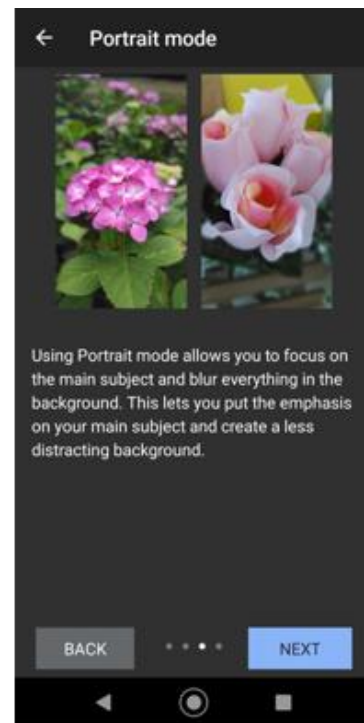 Portrait mode
Using Portrait mode allows you to focus on
the main subject and blur everything in the
background. This lets you put the emphasis
on your main subject and create a less
distracting background.
BACK
NEXT